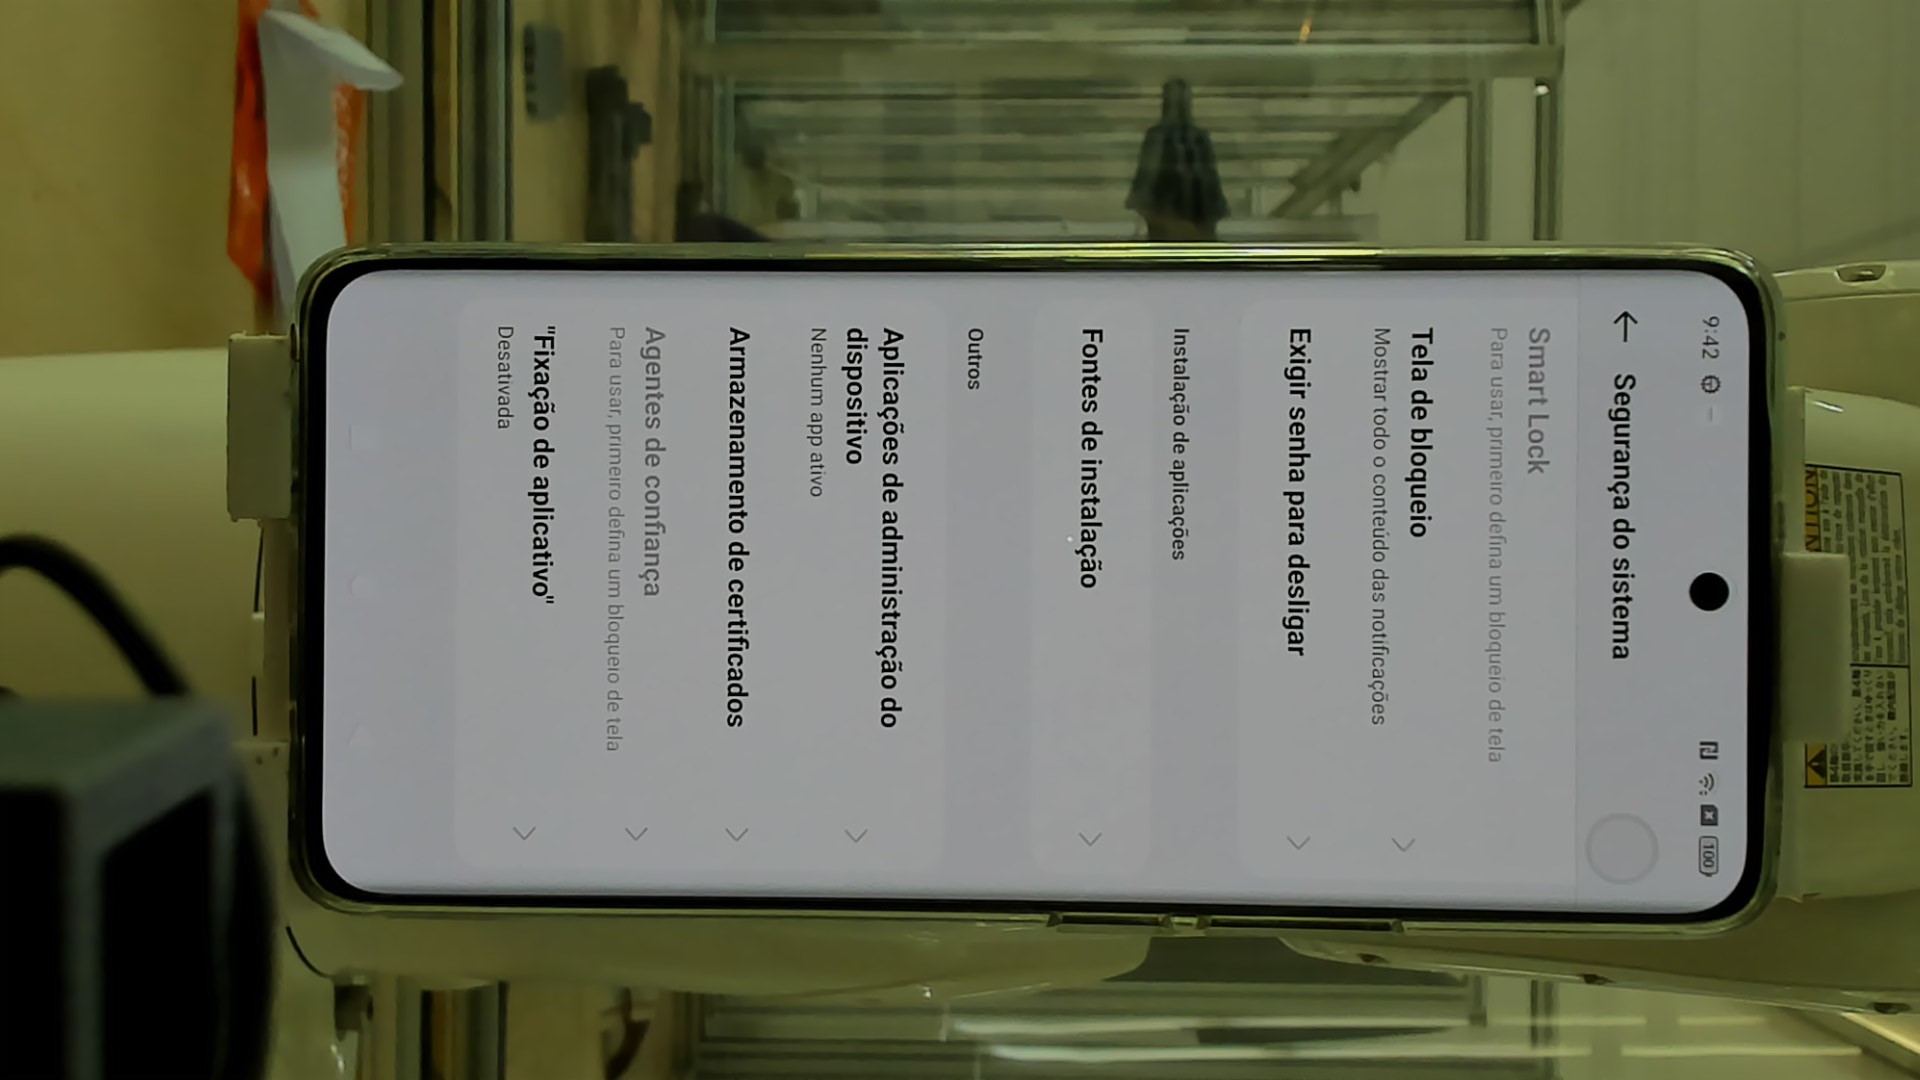 9:42
100
Segurança do sistema
Smart Lock
Para usar, primeiro defina um bloqueio de tela
Tela de bloqueio
Mostrar todo o conteúdo das notificações
Exigir senha para desligar
Instalação de aplicações
Fontes de instalação
Outros
Aplicações de administração do
dispositivo
Nenhum app ativo
Armazenamento de certificados
Agentes de confiança
Para usar, primeiro defina um bloqueio de tela
"Fixação de aplicativo"
Desativada